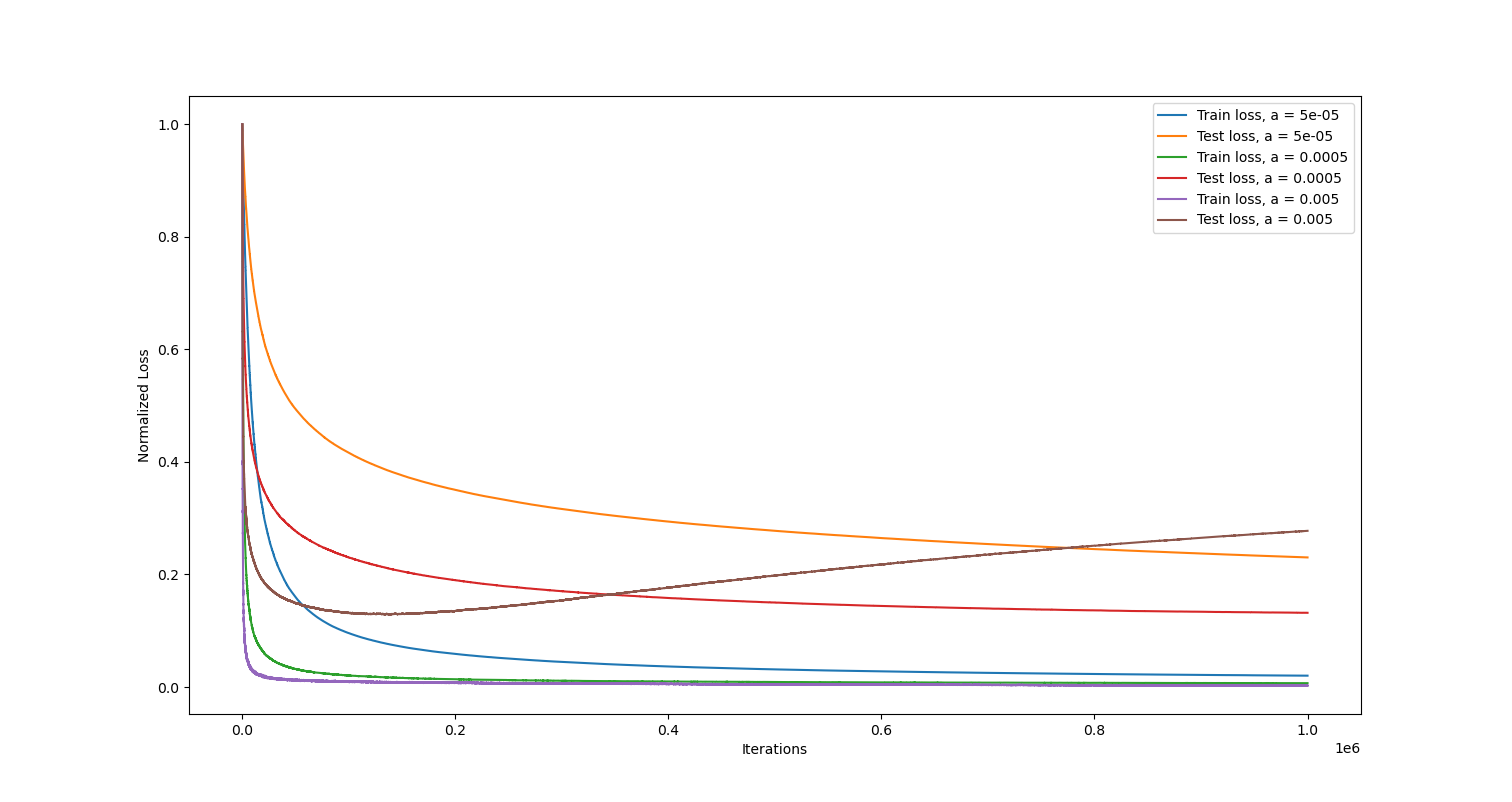 Normalized Loss
1.0
0.8
0.6
0.4
0.2
0.0
Train loss, a = 5e-05
Test loss, a = 5e-05
Train loss, a = 0.0005
Test loss, a = 0.0005
Train loss, a = 0.005
Test loss, a = 0.005
0.0 0.2 0.4 0.6 0.8 1.0
1e6
Iterations